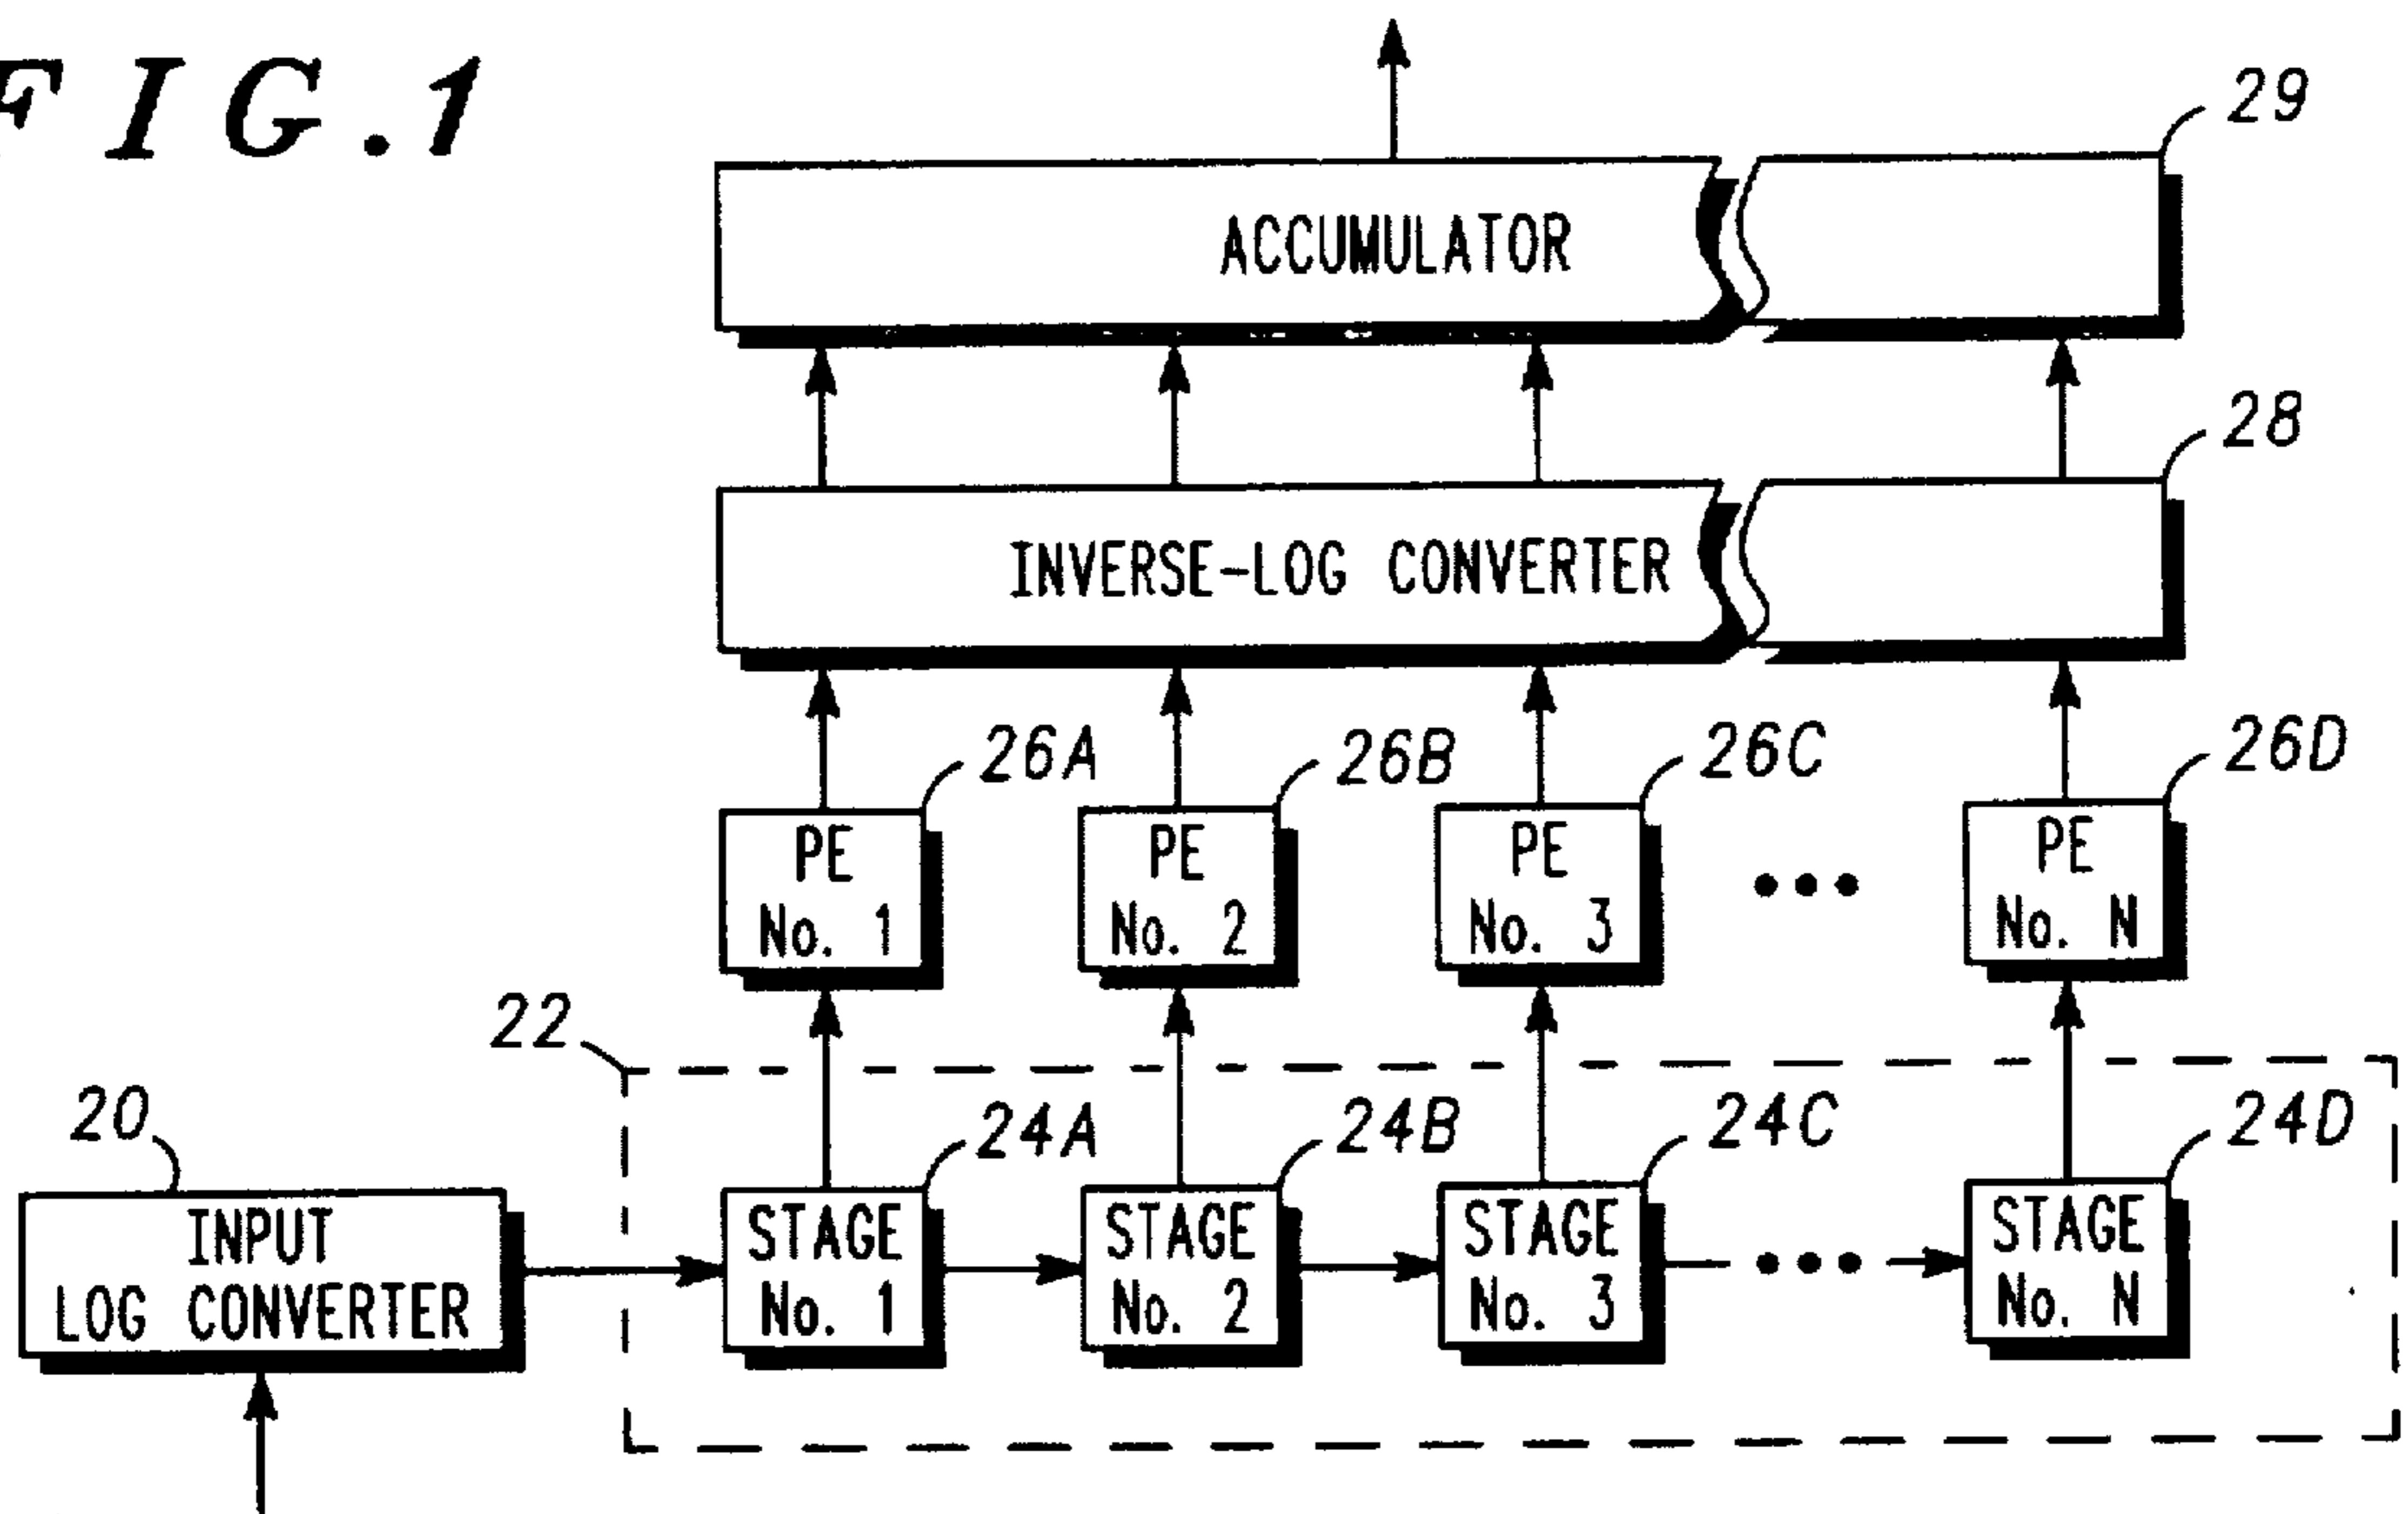 FIG.1
29
ACCUMULATOR
28
INVERSE-LOG CONVERTER
26A
26B
26C
26D
PE
No. 1
PE
No. 2
PE
No. 3
PE
No. N
22
20
24A
24B
24C
24D
INPUT
LOG CONVERTER
STAGE
No. 1
STAGE
No. 2
STAGE
No. 3
STAGE
No. N